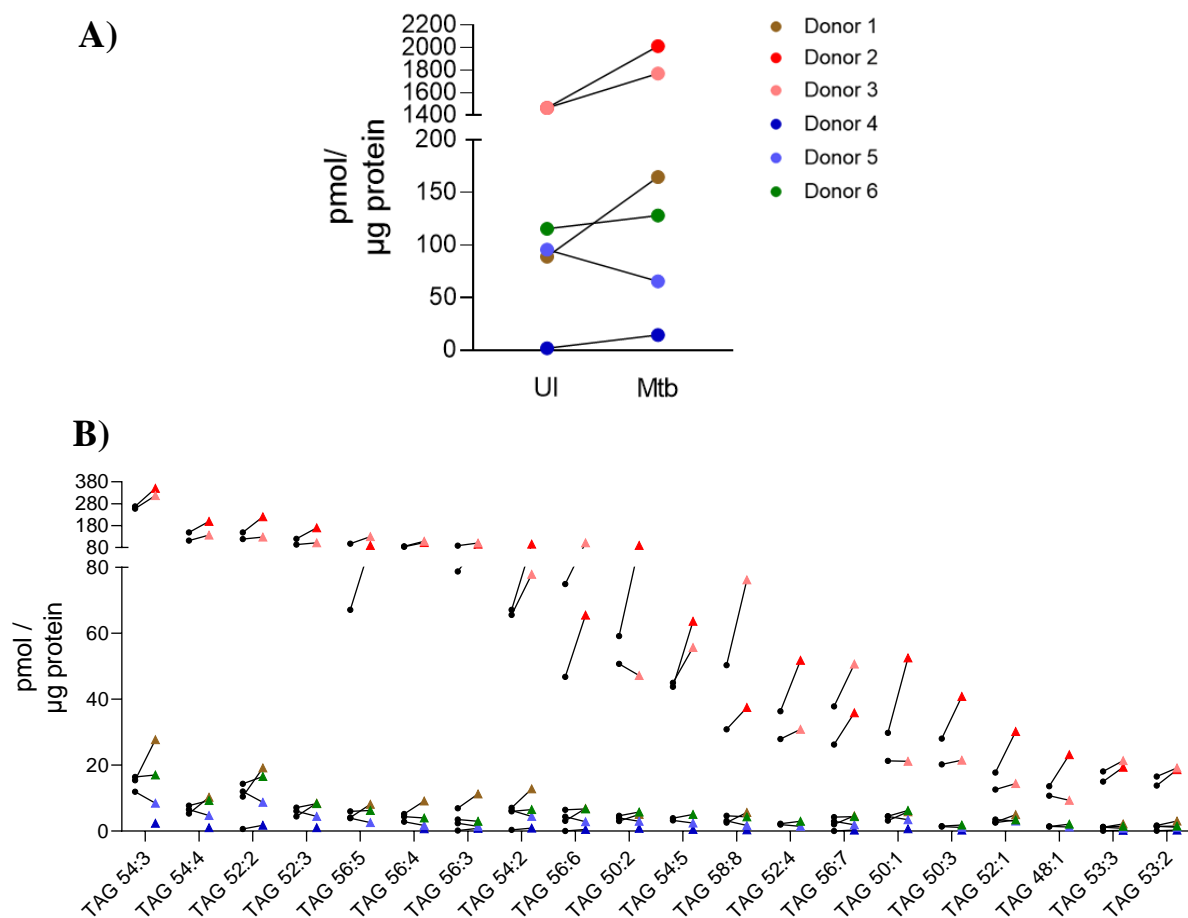 A)
2200
2000
1800
1600
1400
200
150
100
50
0
pmol/
µg protein
UI
Mtb
Donor 1
Donor 2
Donor 3
Donor 4
Donor 5
Donor 6
B)
380
280
180
80
80
60
40
20
0
pmol /
µg protein
TAG 54:3
TAG 54:4
TAG 52:2
TAG 52:3
TAG 56:5
TAG 56:4
TAG 56:3
TAG 54:2
TAG 56:6
TAG 50:2
TAG 54:5
TAG 58:8
TAG 52:4
TAG 56:7
TAG 50:1
TAG 50:3
TAG 52:1
TAG 48:1
TAG 53:3
TAG 53:2